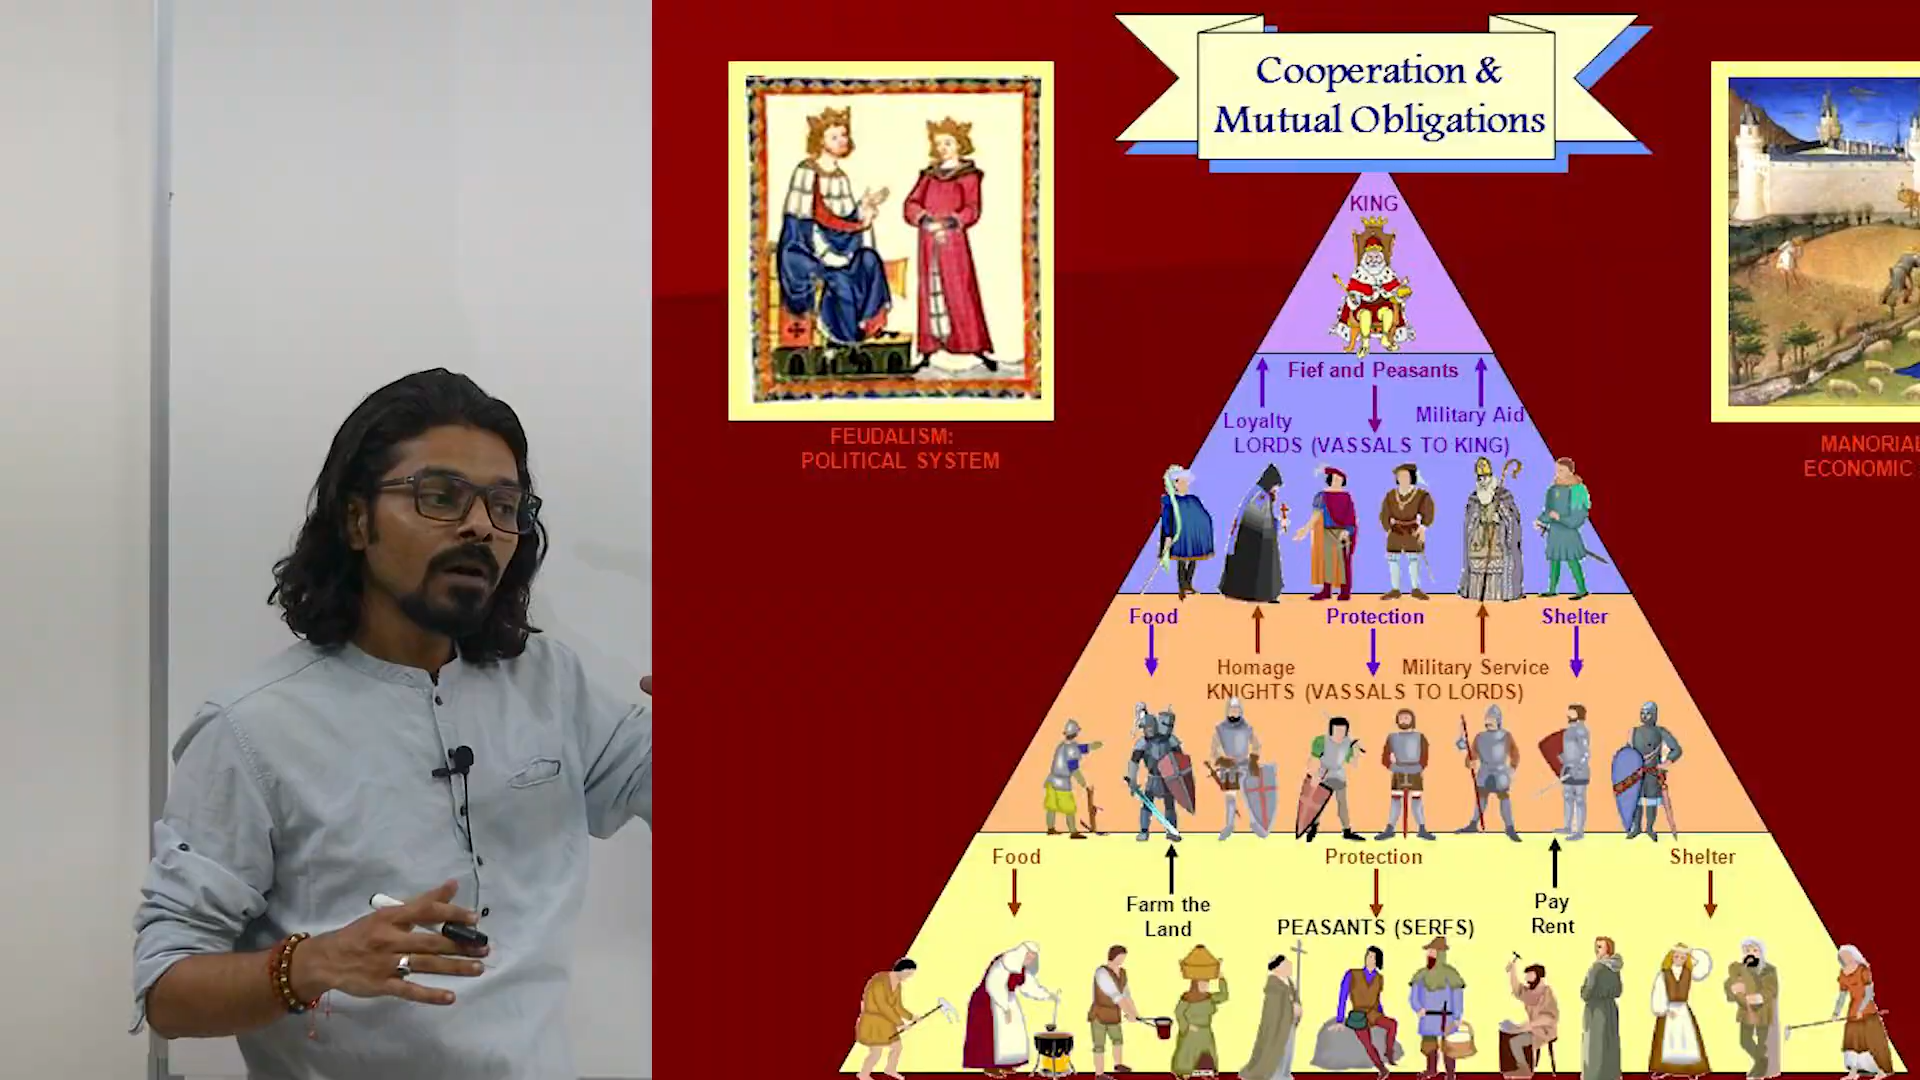 Cooperation &
Mutual Obligations
KING
Fief and Peasants
Loyalty
Military Aid
LORDS (VASSALS TO KING)
FEUDALISM:
POLITICAL SYSTEM
MANORIAL
ECONOMIC
Food
Protection
Shelter
Homage
Military Service
KNIGHTS (VASSALS TO LORDS)
Food
Protection
Shelter
Farm the
Land
Pay
Rent
PEASANTS (SERFS)